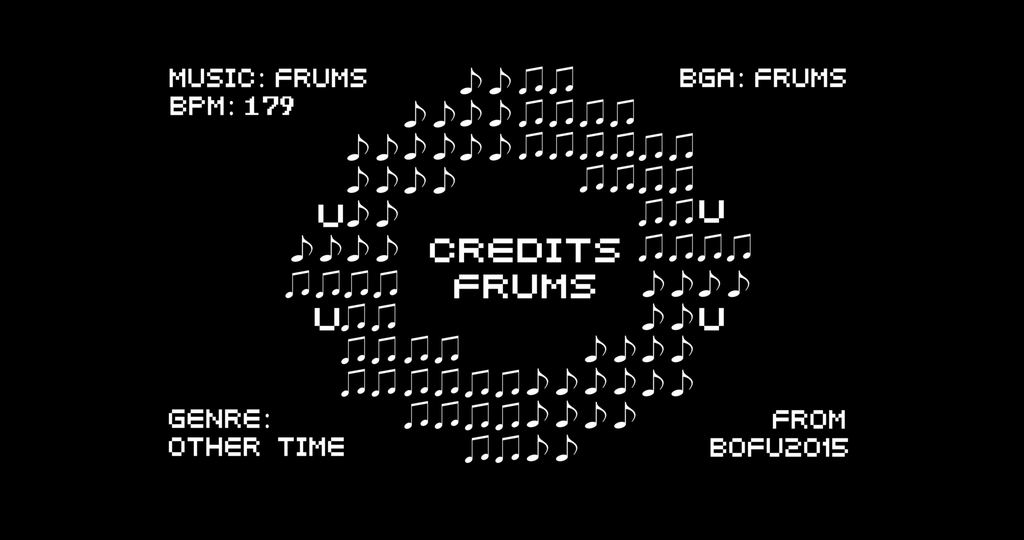 MUSIC: FRUMS
BPM: 179
BGA: FRUMS
♪♪♫♫
♪♪♪♪♫♫♫♫
♪♪♪♪♪♪♫♫♫♫♫♫
♪♪♪♪ ♫♫♫♫
U♪♪ ♫♫U
♪♪♪♪ CREDITS ♫♫♫♫
♫♫♫♫ FRUMS ♪♪♪♪
U♫♫ ♪♪U
♫♫♫♫ ♪♪♪♪
♫♫♫♫♫♫♪♪♪♪♪♪
♫♫♫♫♪♪♪♪
♫♫♪♪
GENRE:
OTHER TIME
FROM
BOFU2015